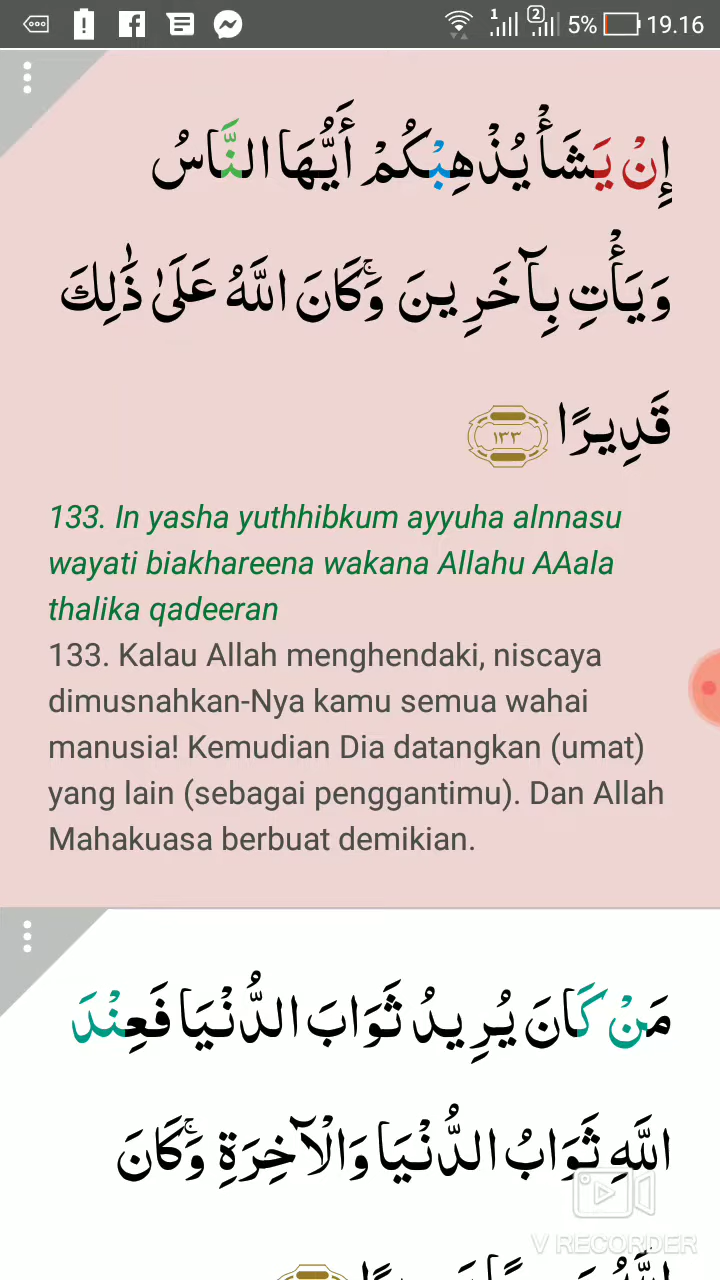 5% 19.16
إِنْ يَشَأْ يُذْهِبْكُمْ أَيُّهَا النَّاسُ
وَيَأْتِ بِآخَرِينَ ۚ وَكَانَ اللَّهُ عَلَىٰ ذَٰلِكَ
قَدِيرًا ١٣٣
133. In yasha yuthhibkum ayyuha alnnasu
wayati biakhareena wakana Allahu AAala
thalika qadeeran
133. Kalau Allah menghendaki, niscaya
dimusnahkan-Nya kamu semua wahai
manusia! Kemudian Dia datangkan (umat)
yang lain (sebagai penggantimu). Dan Allah
Mahakuasa berbuat demikian.
مَنْ كَانَ يُرِيدُ ثَوَابَ الدُّنْيَا فَعِنْدَ
اللَّهِ ثَوَابُ الدُّنْيَا وَالْآخِرَةِ ۚ وَكَانَ
V RECORDER